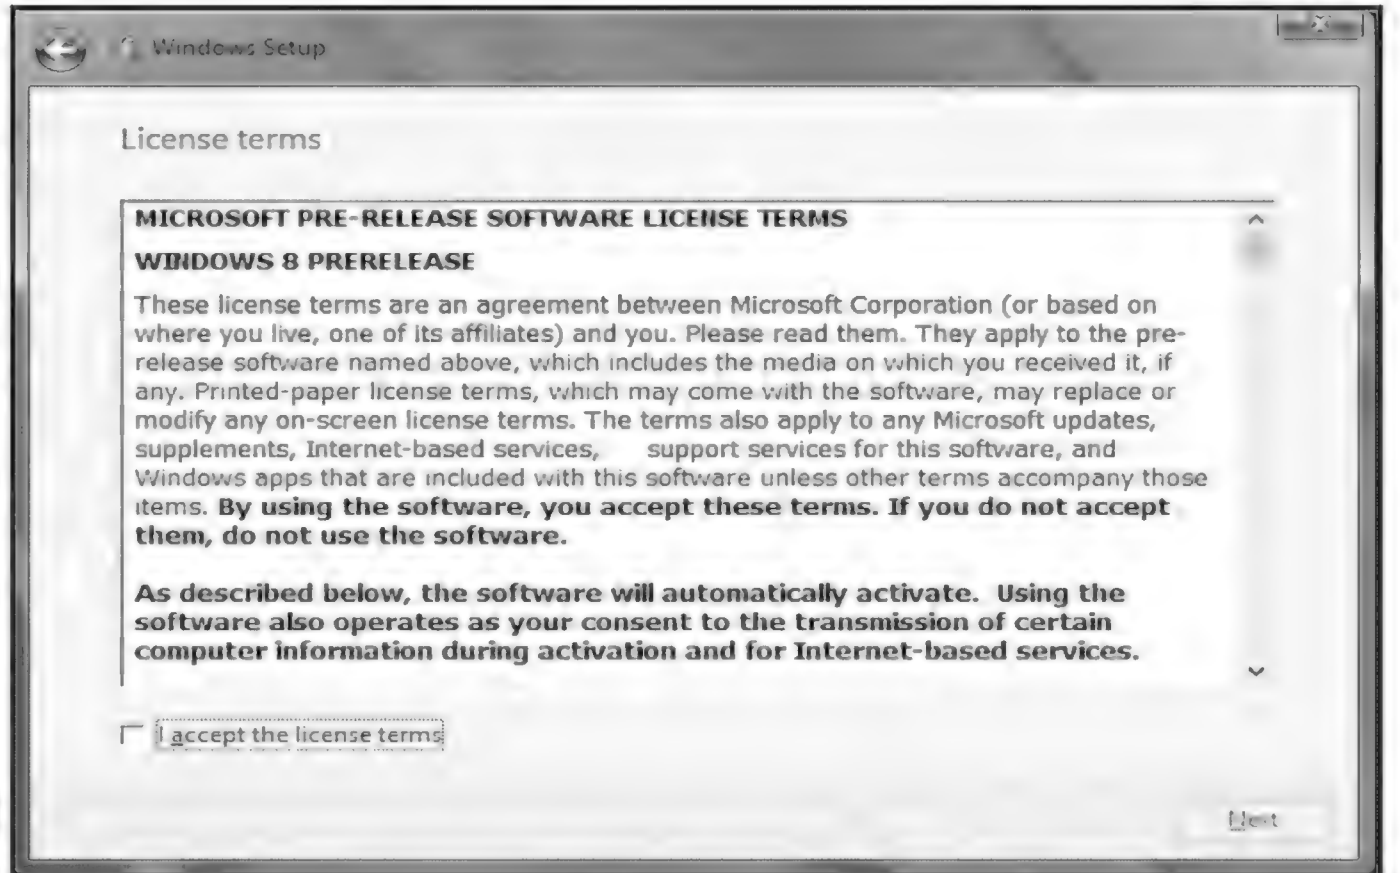 Windows Setup
License terms
MICROSOFT PRE-RELEASE SOFTWARE LICENSE TERMS
WINDOWS 8 PRERELEASE
These license terms are an agreement between Microsoft Corporation (or based on
where you live, one of its affiliates) and you. Please read them. They apply to the pre-
release software named above, which includes the media on which you received it, if
any. Printed-paper license terms, which may come with the software, may replace or
modify any on-screen license terms. The terms also apply to any Microsoft updates,
supplements, Internet-based services, support services for this software, and
Windows apps that are included with this software unless other terms accompany those
items. By using the software, you accept these terms. If you do not accept
them, do not use the software.
As described below, the software will automatically activate. Using the
software also operates as your consent to the transmission of certain
computer information during activation and for Internet-based services.
I accept the license terms
Next